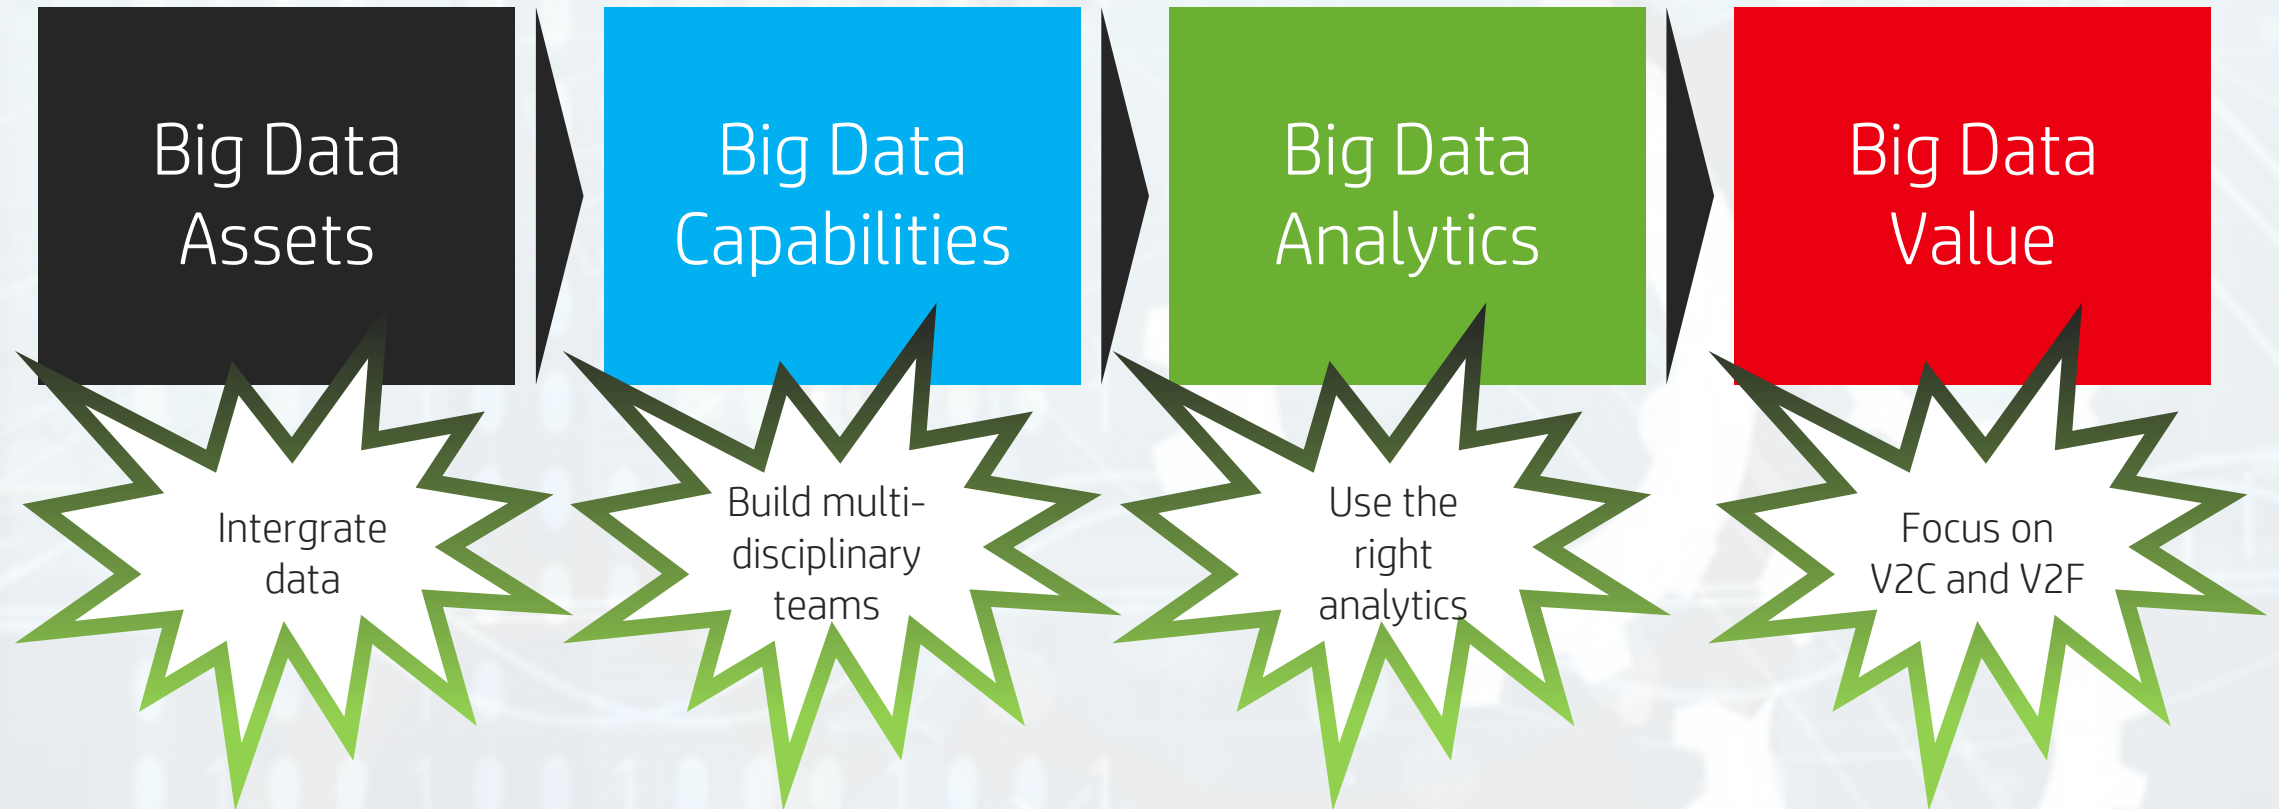 Big Data
Assets
Big Data
Capabilities
Big Data
Analytics
Big Data
Value
Intergrate
data
Build multi-
disciplinary
teams
Use the
right
analytics
Focus on
V2C and V2F